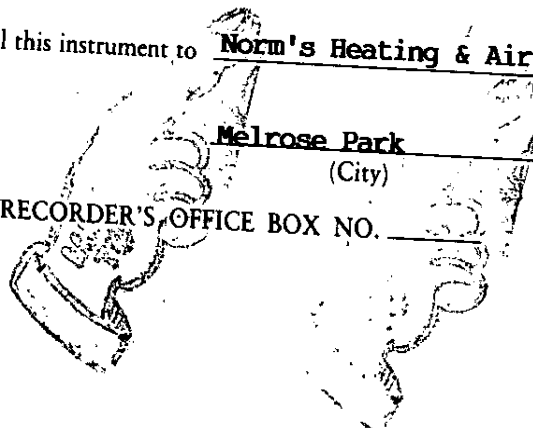 l this instrument to Norm's Heating & Air
Melrose Park
(City)
RECORDER'S OFFICE BOX NO.